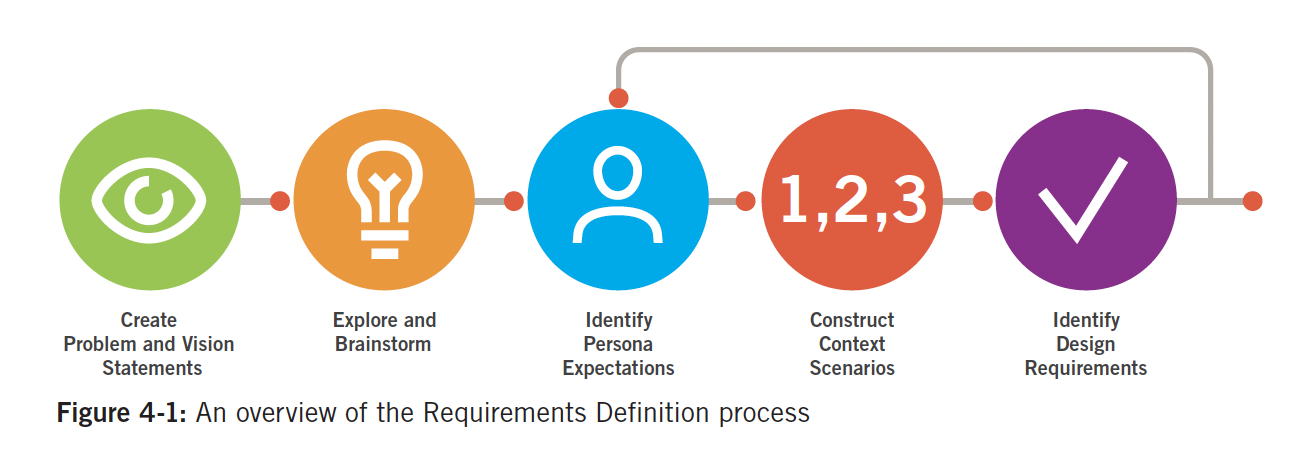 1,2,3
Create
Problem and Vision
Statements
Explore and
Brainstorm
Identify
Persona
Expectations
Construct
Context
Scenarios
Identify
Design
Requirements
Figure 4-1: An overview of the Requirements Definition process